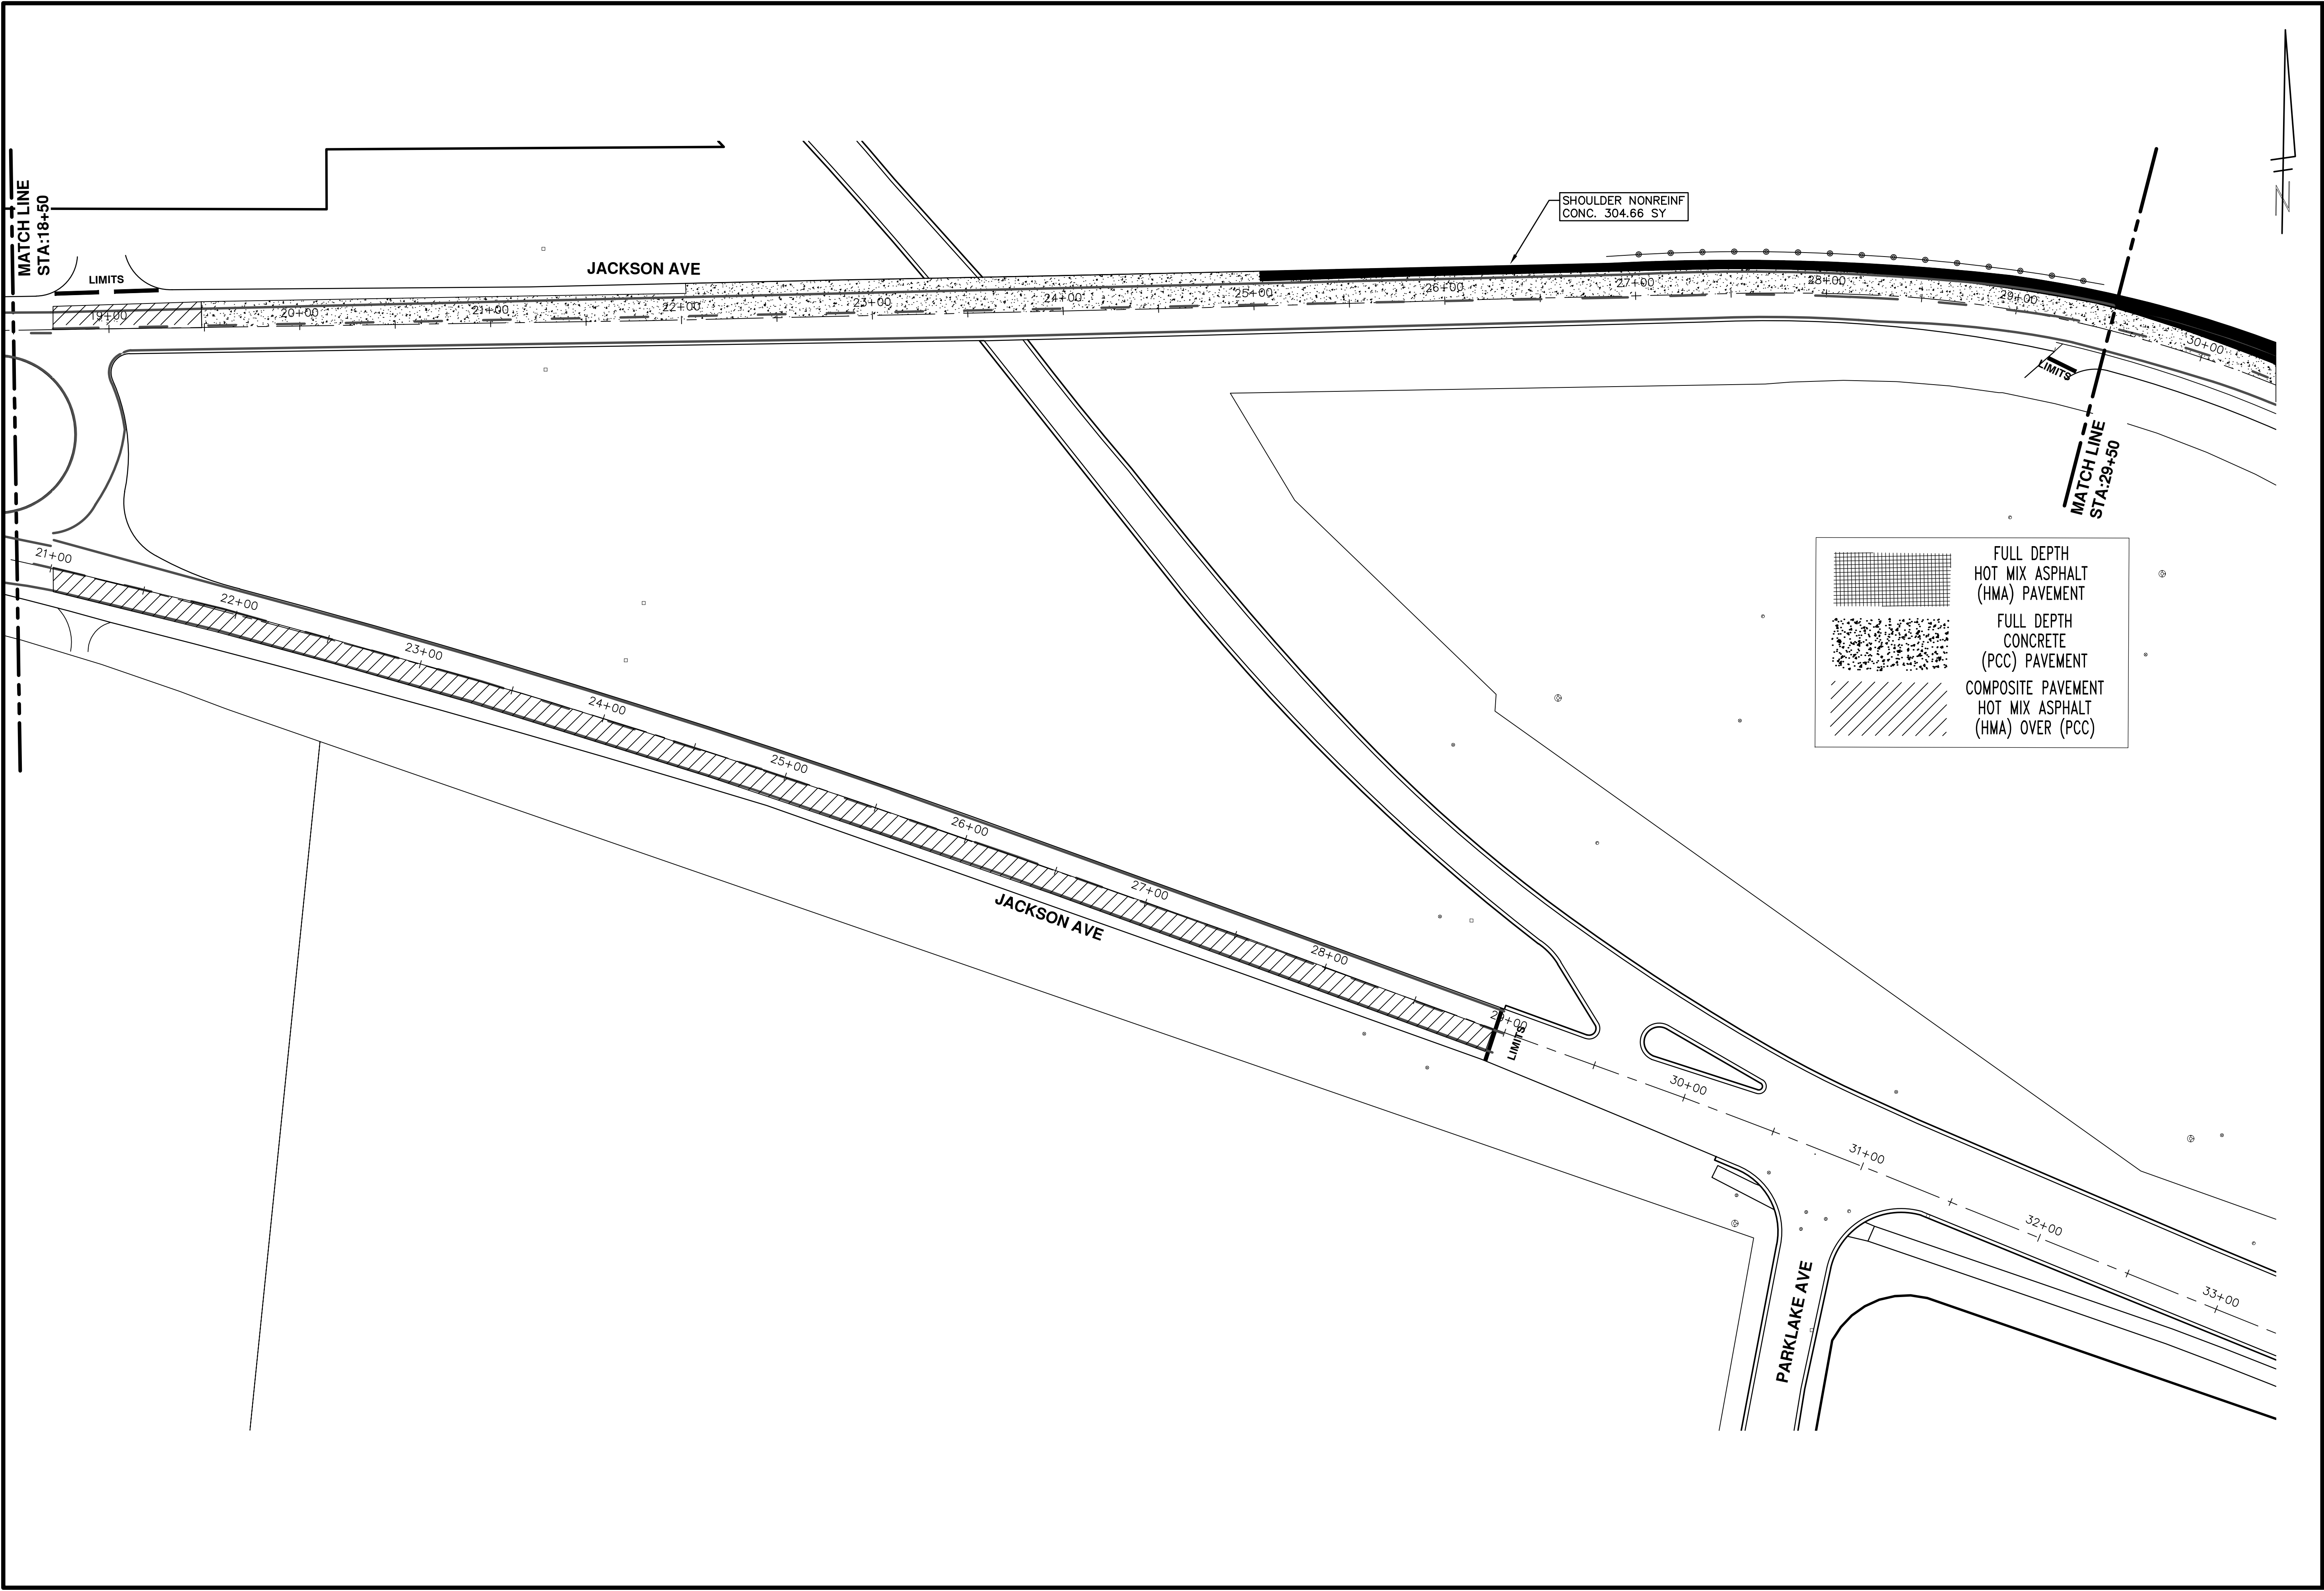 MATCH LINE
STA:18+50
LIMITS
JACKSON AVE
SHOULDER NONREINF
CONC. 304.66 SY
N
19+00
20+00
21+00
22+00
23+00
24+00
25+00
26+00
27+00
28+00
29+00
30+00
LIMITS
MATCH LINE
STA:29+50
FULL DEPTH
HOT MIX ASPHALT
(HMA) PAVEMENT
FULL DEPTH
CONCRETE
(PCC) PAVEMENT
COMPOSITE PAVEMENT
HOT MIX ASPHALT
(HMA) OVER (PCC)
21+00
22+00
23+00
24+00
25+00
26+00
27+00
28+00
29+00
JACKSON AVE
LIMITS
30+00
31+00
32+00
33+00
PARKLAKE AVE